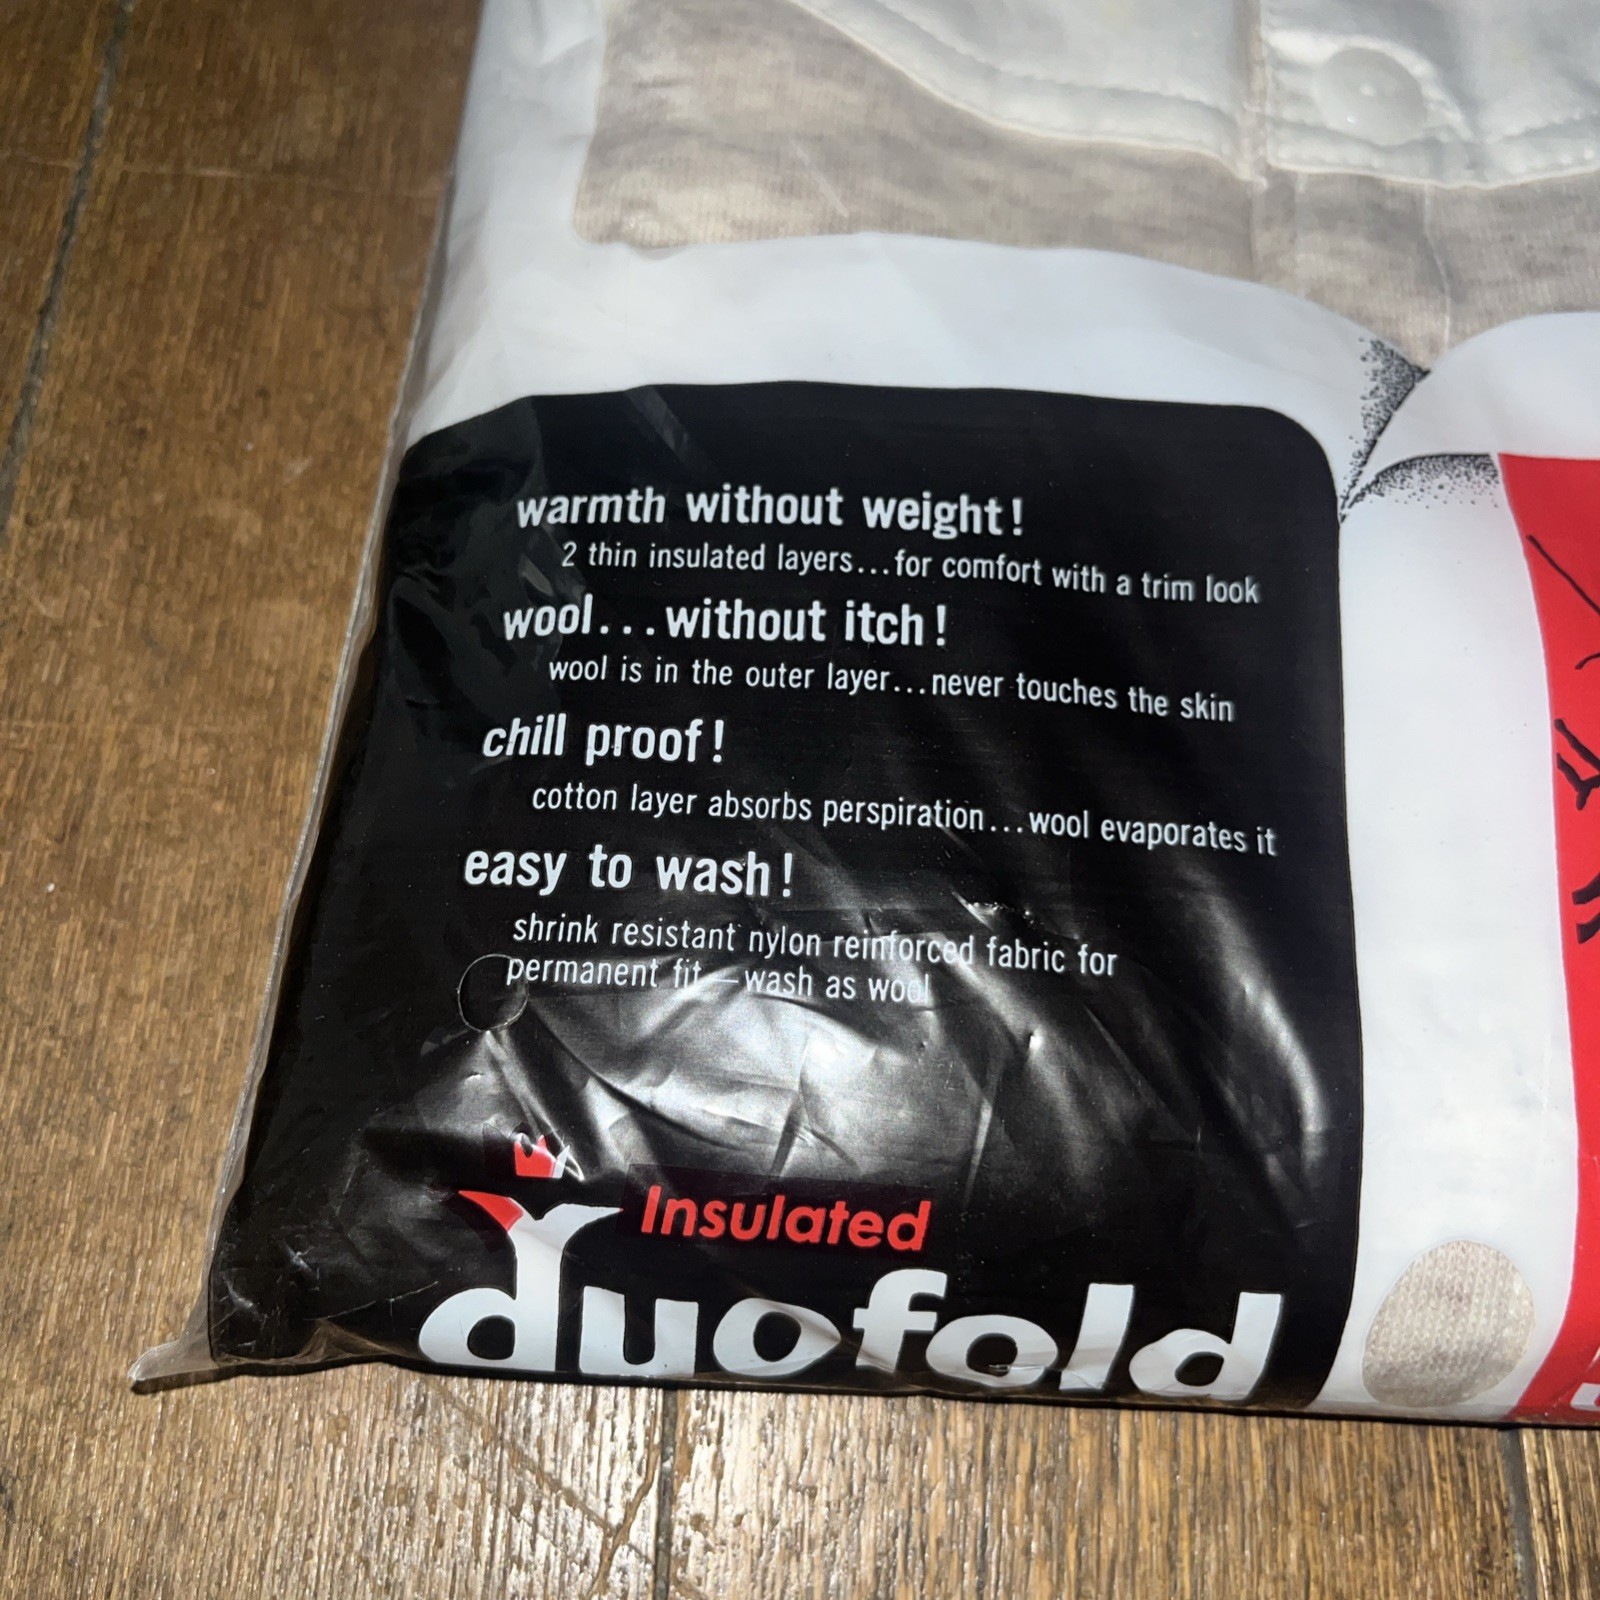 warmth without weight!
2 thin insulated layers...for comfort with a trim look
wool...without itch!
wool is in the outer layer...never touches the skin
chill proof!
cotton layer absorbs perspiration...wool evaporates it
easy to wash!
shrink resistant nylon reinforced fabric for
permanent fit—wash as wool
Insulated
duofold